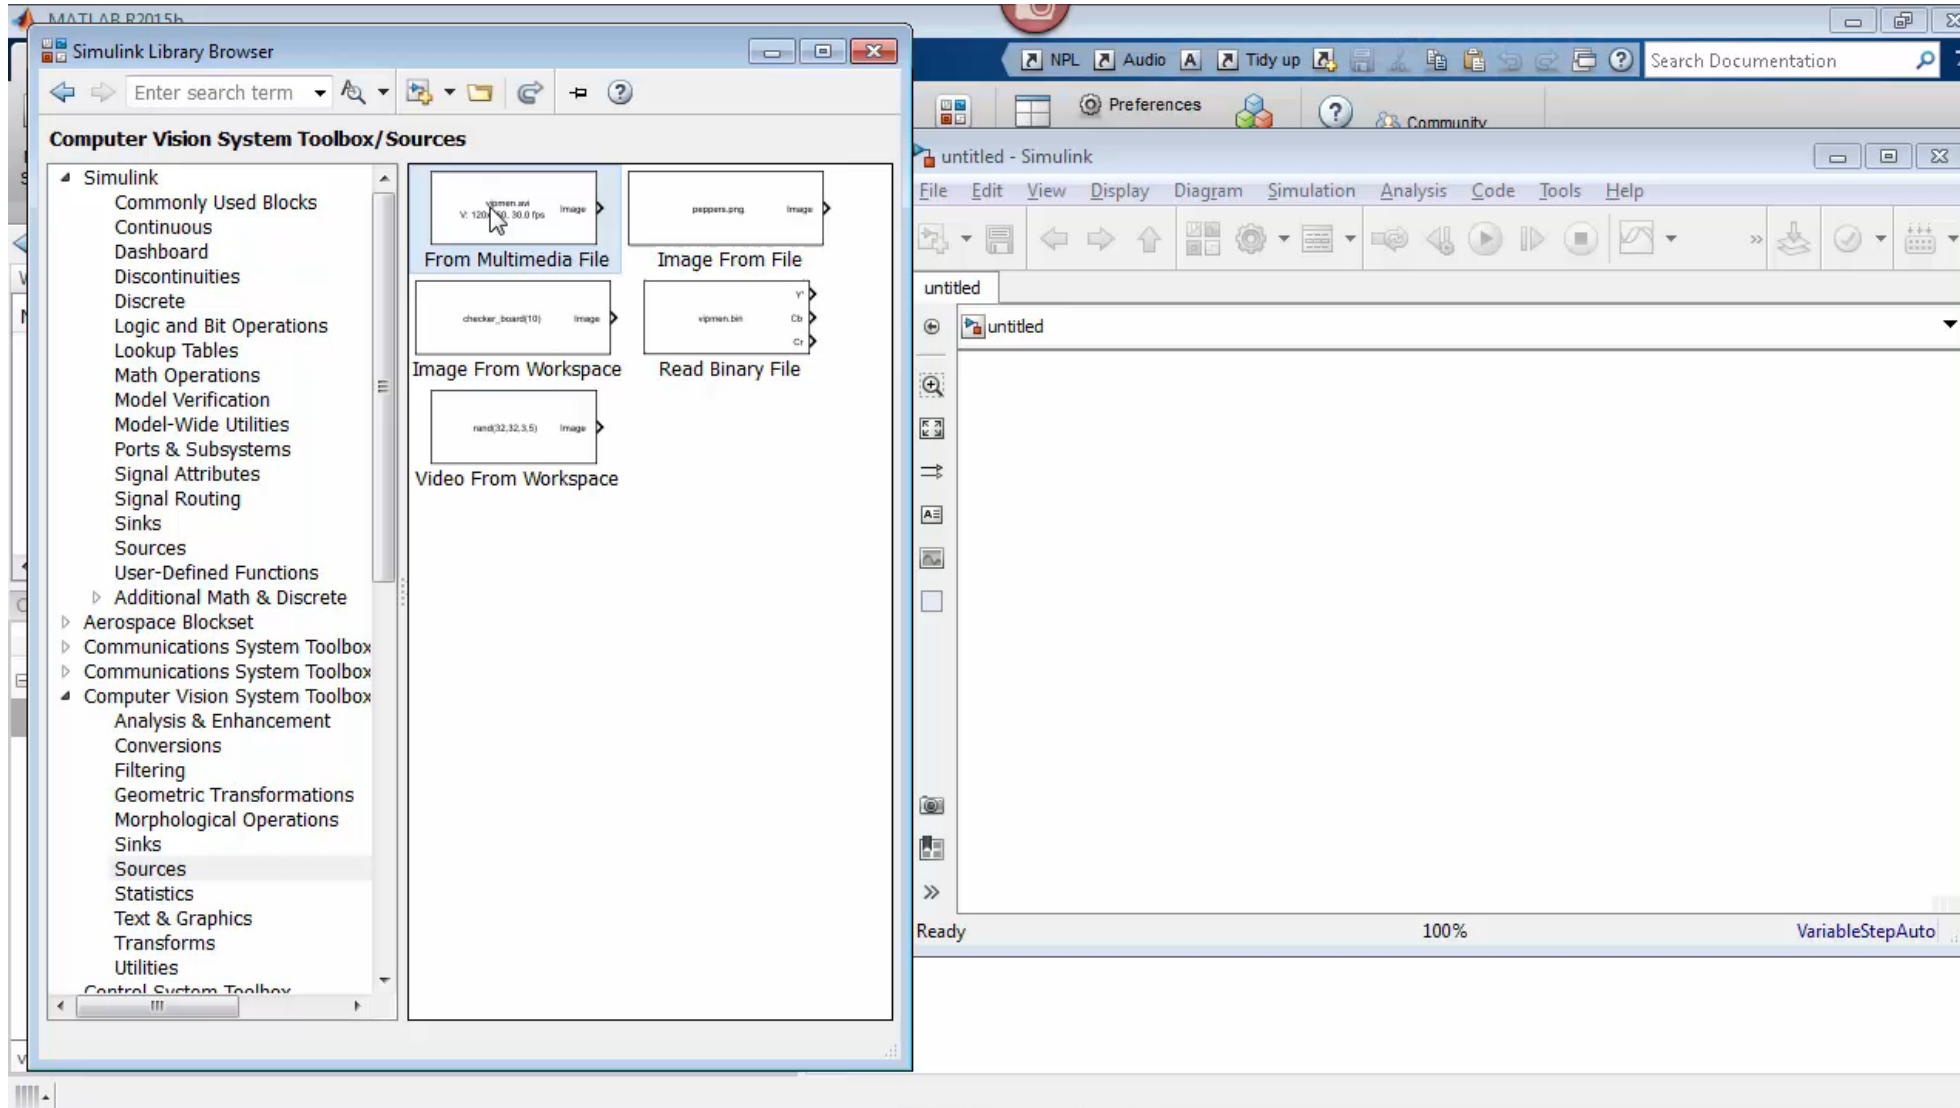 MATLAB R2015b
Simulink Library Browser
Enter search term
Computer Vision System Toolbox/Sources
Simulink
Commonly Used Blocks
Continuous
Dashboard
Discontinuities
Discrete
Logic and Bit Operations
Lookup Tables
Math Operations
Model Verification
Model-Wide Utilities
Ports & Subsystems
Signal Attributes
Signal Routing
Sinks
Sources
User-Defined Functions
Additional Math & Discrete
Aerospace Blockset
Communications System Toolbox
Communications System Toolbox
Computer Vision System Toolbox
Analysis & Enhancement
Conversions
Filtering
Geometric Transformations
Morphological Operations
Sinks
Sources
Statistics
Text & Graphics
Transforms
Utilities
Control System Toolbox
vipmen.avi
30.0 fps
Image
From Multimedia File
peppers.png
Image
Image From File
checker_board(10)
Image
Image From Workspace
vipmen.bin
Y'
Cb
Cr
Read Binary File
rand(32,32,3,5)
Image
Video From Workspace
NPL
Audio
A
Tidy up
Search Documentation
Preferences
Community
untitled - Simulink
File Edit View Display Diagram Simulation Analysis Code Tools Help
untitled
untitled
Ready
100%
VariableStepAuto